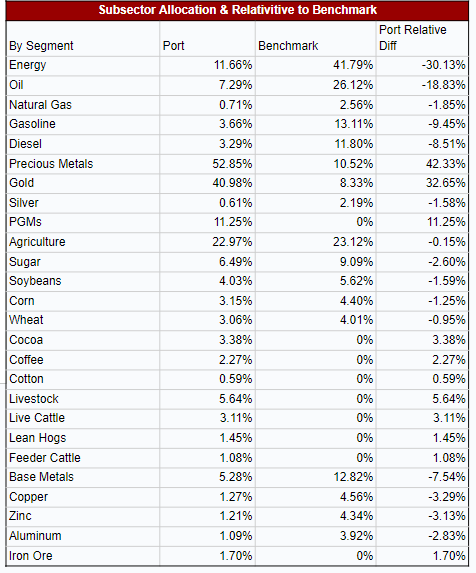 Subsector Allocation & Relativitive to Benchmark
By Segment Port Benchmark Port Relative Diff
Energy 11.66% 41.79% -30.13%
Oil 7.29% 26.12% -18.83%
Natural Gas 0.71% 2.56% -1.85%
Gasoline 3.66% 13.11% -9.45%
Diesel 3.29% 11.80% -8.51%
Precious Metals 52.85% 10.52% 42.33%
Gold 40.98% 8.33% 32.65%
Silver 0.61% 2.19% -1.58%
PGMs 11.25% 0% 11.25%
Agriculture 22.97% 23.12% -0.15%
Sugar 6.49% 9.09% -2.60%
Soybeans 4.03% 5.62% -1.59%
Corn 3.15% 4.40% -1.25%
Wheat 3.06% 4.01% -0.95%
Cocoa 3.38% 0% 3.38%
Coffee 2.27% 0% 2.27%
Cotton 0.59% 0% 0.59%
Livestock 5.64% 0% 5.64%
Live Cattle 3.11% 0% 3.11%
Lean Hogs 1.45% 0% 1.45%
Feeder Cattle 1.08% 0% 1.08%
Base Metals 5.28% 12.82% -7.54%
Copper 1.27% 4.56% -3.29%
Zinc 1.21% 4.34% -3.13%
Aluminum 1.09% 3.92% -2.83%
Iron Ore 1.70% 0% 1.70%